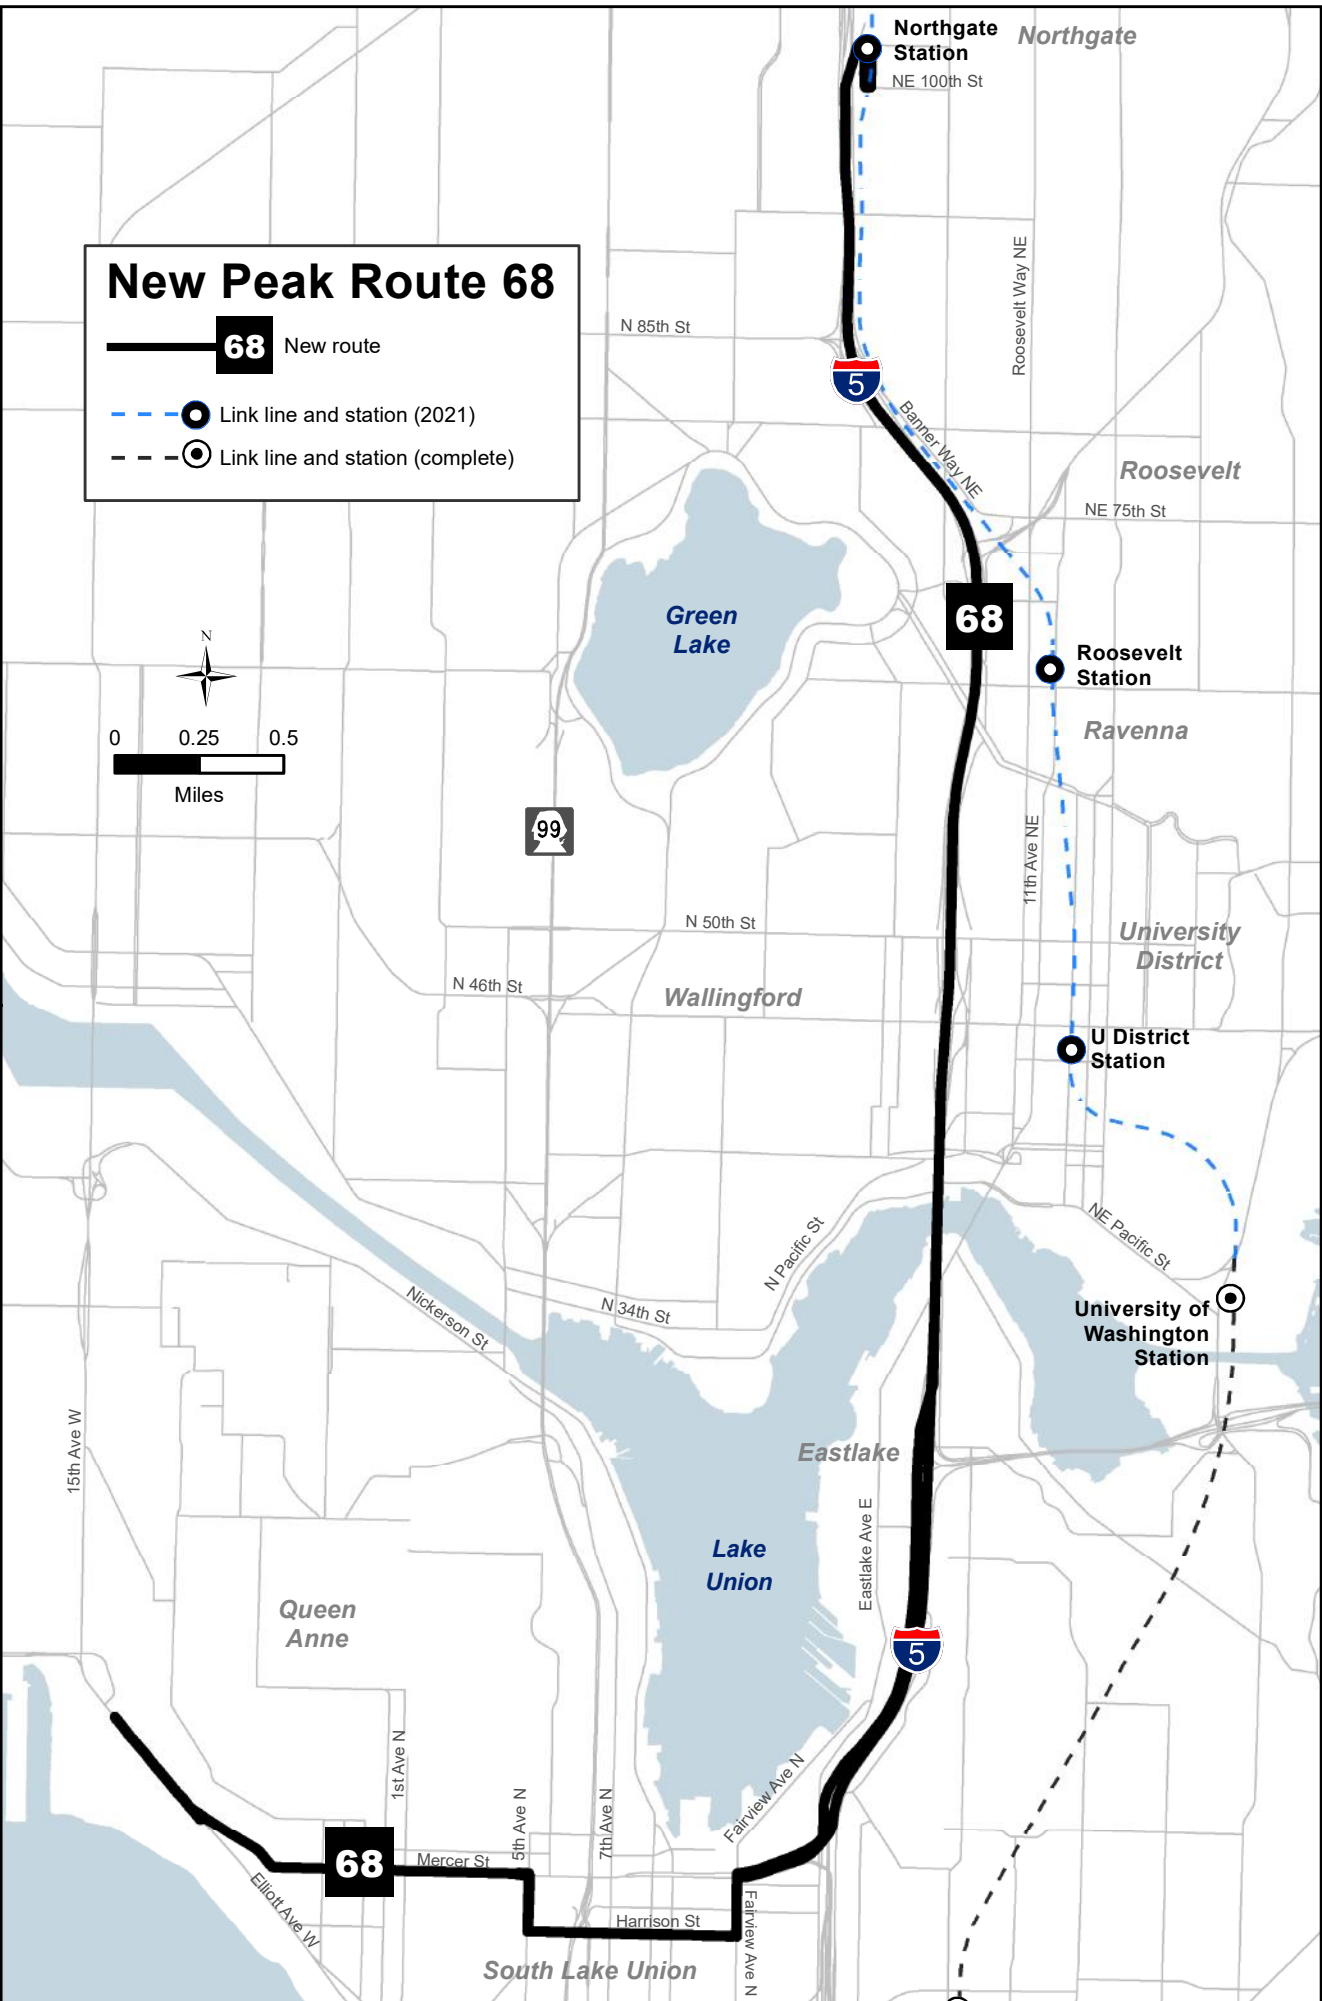 Northgate
Station
Northgate
NE 100th St
Roosevelt Way NE
New Peak Route 68
68
New route
Link line and station (2021)
Link line and station (complete)
N 85th St
5
Banner Way NE
Roosevelt
NE 75th St
Green
Lake
68
N
Roosevelt
Station
Ravenna
0 0.25 0.5
Miles
99
11th Ave NE
N 50th St
University
District
N 46th St
Wallingford
U District
Station
N Pacific St
NE Pacific St
Nickerson St
N 34th St
University of
Washington
Station
15th Ave W
Eastlake
Eastlake Ave E
Lake
Union
Queen
Anne
5
1st Ave N
5th Ave N
7th Ave N
Fairview Ave N
68
Mercer St
Elliott Ave W
Harrison St
Fairview Ave N
South Lake Union